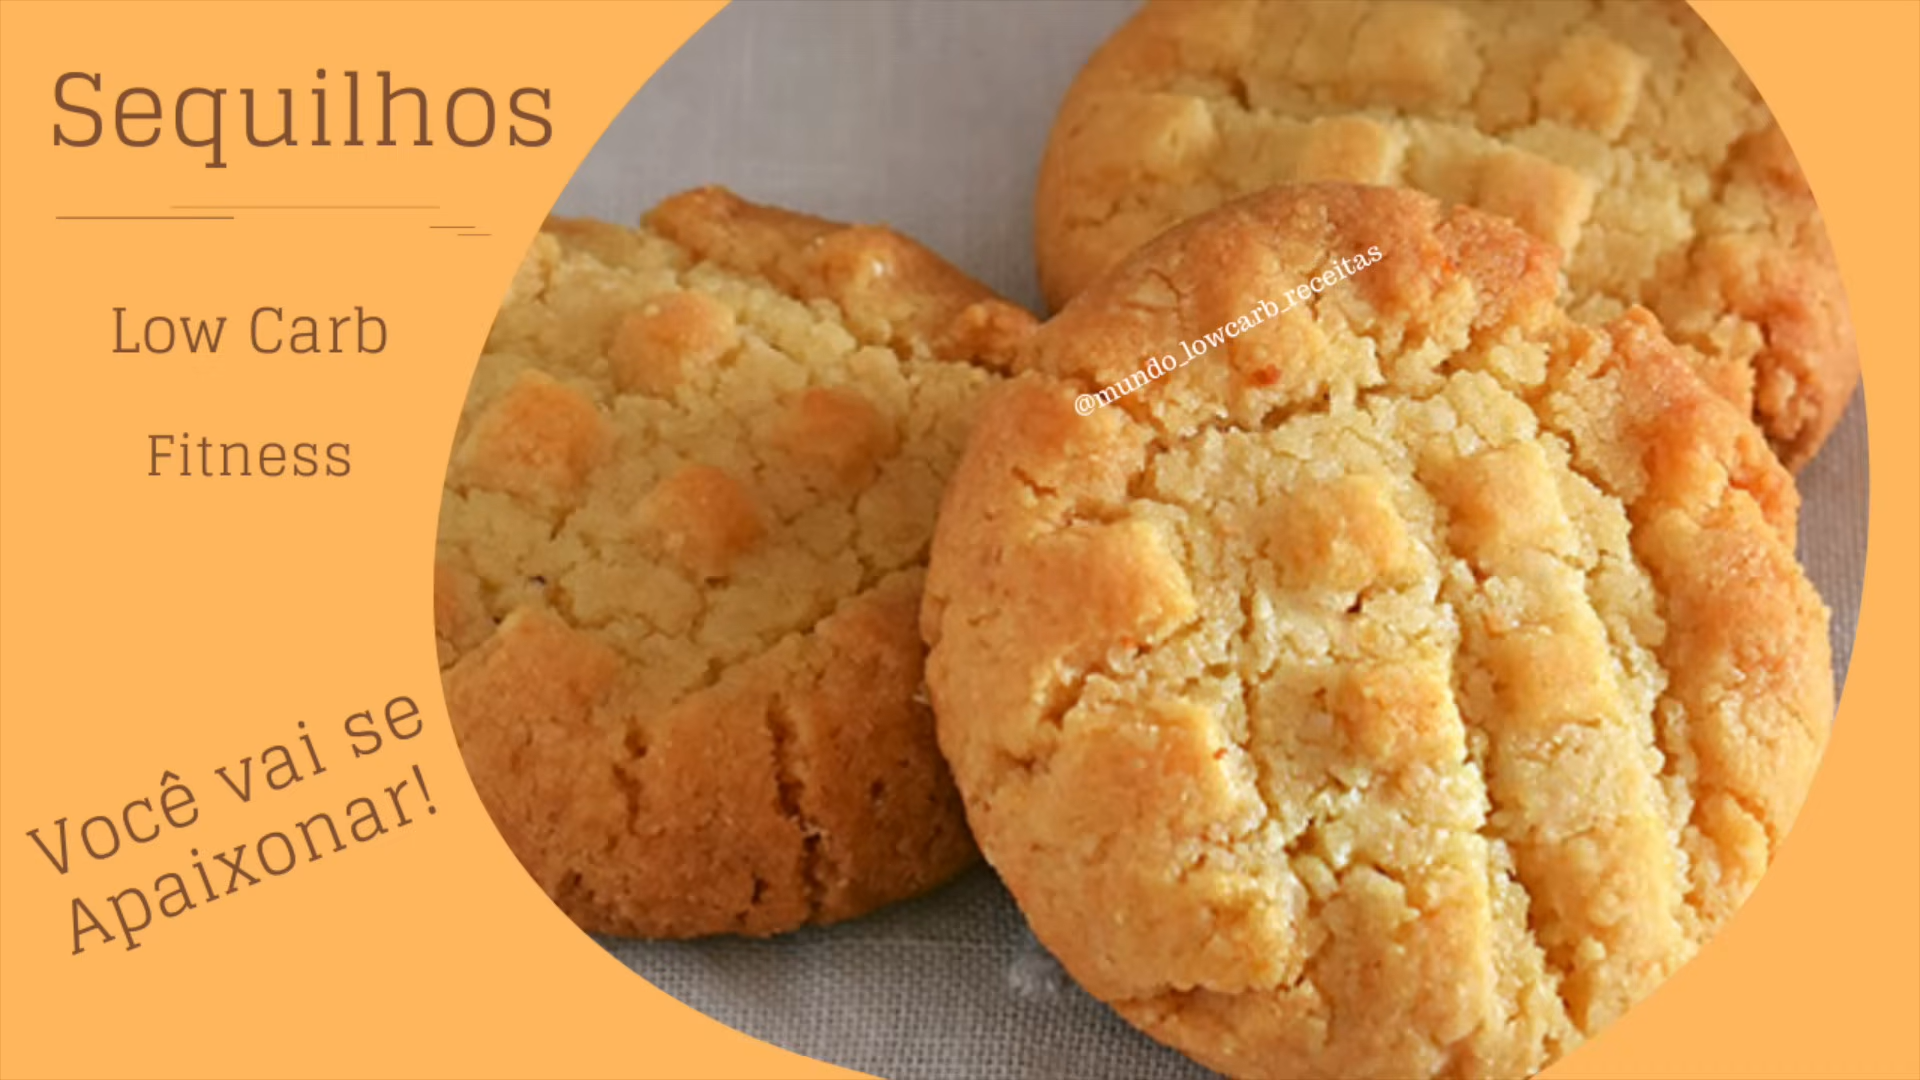 Sequilhos
Low Carb
Fitness
Você vai se
Apaixonar!
@mundo_lowcarb_receitas